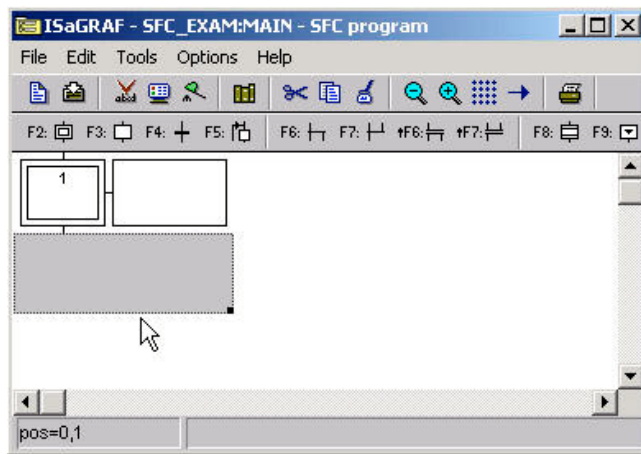 ISaGRAF - SFC_EXAM:MAIN - SFC program
File Edit Tools Options Help
abcd
F2: F3: F4: F5: F6: F7: ↑F6: ↑F7: F8: F9:
1
pos=0,1